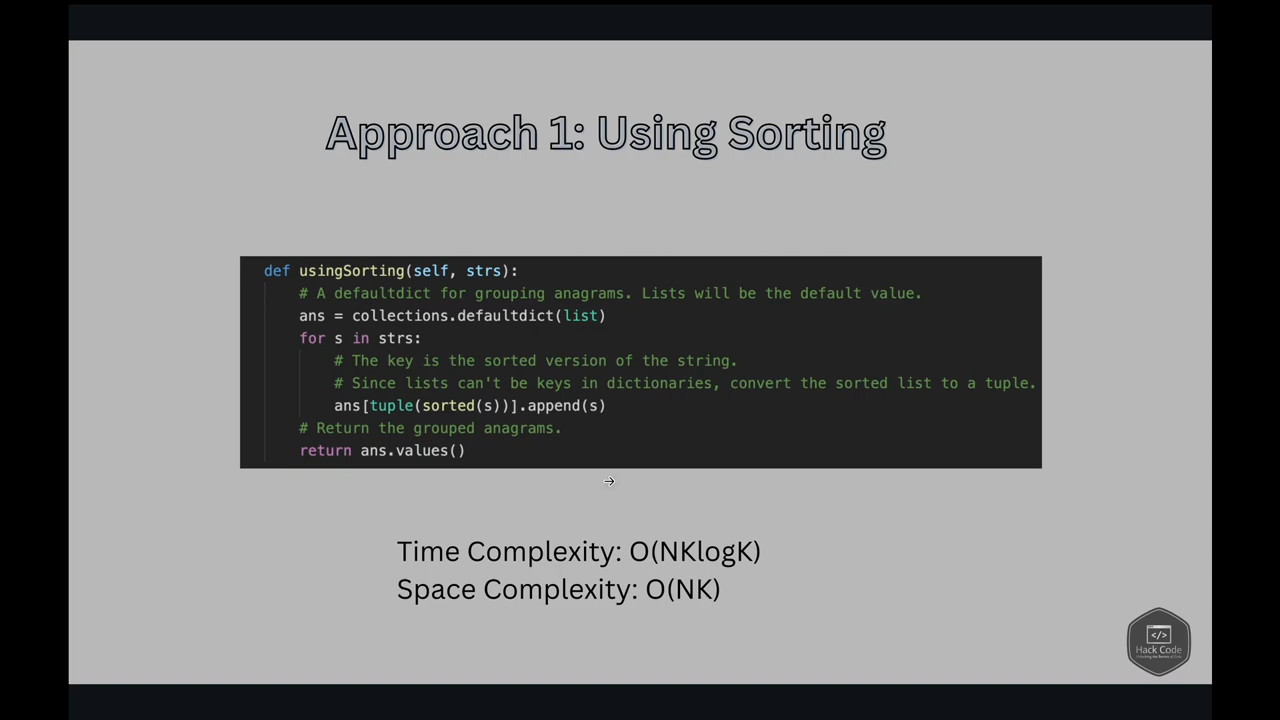 Approach 1: Using Sorting
def usingSorting(self, strs):
# A defaultdict for grouping anagrams. Lists will be the default value.
ans = collections.defaultdict(list)
for s in strs:
# The key is the sorted version of the string.
# Since lists can't be keys in dictionaries, convert the sorted list to a tuple.
ans[tuple(sorted(s))].append(s)
# Return the grouped anagrams.
return ans.values()
Time Complexity: O(NKlogK)
Space Complexity: O(NK)
</>
Hack Code